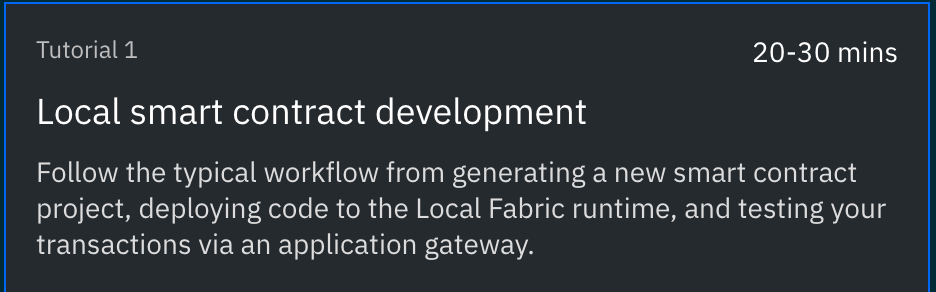 Tutorial 1
20-30 mins
Local smart contract development
Follow the typical workflow from generating a new smart contract
project, deploying code to the Local Fabric runtime, and testing your
transactions via an application gateway.